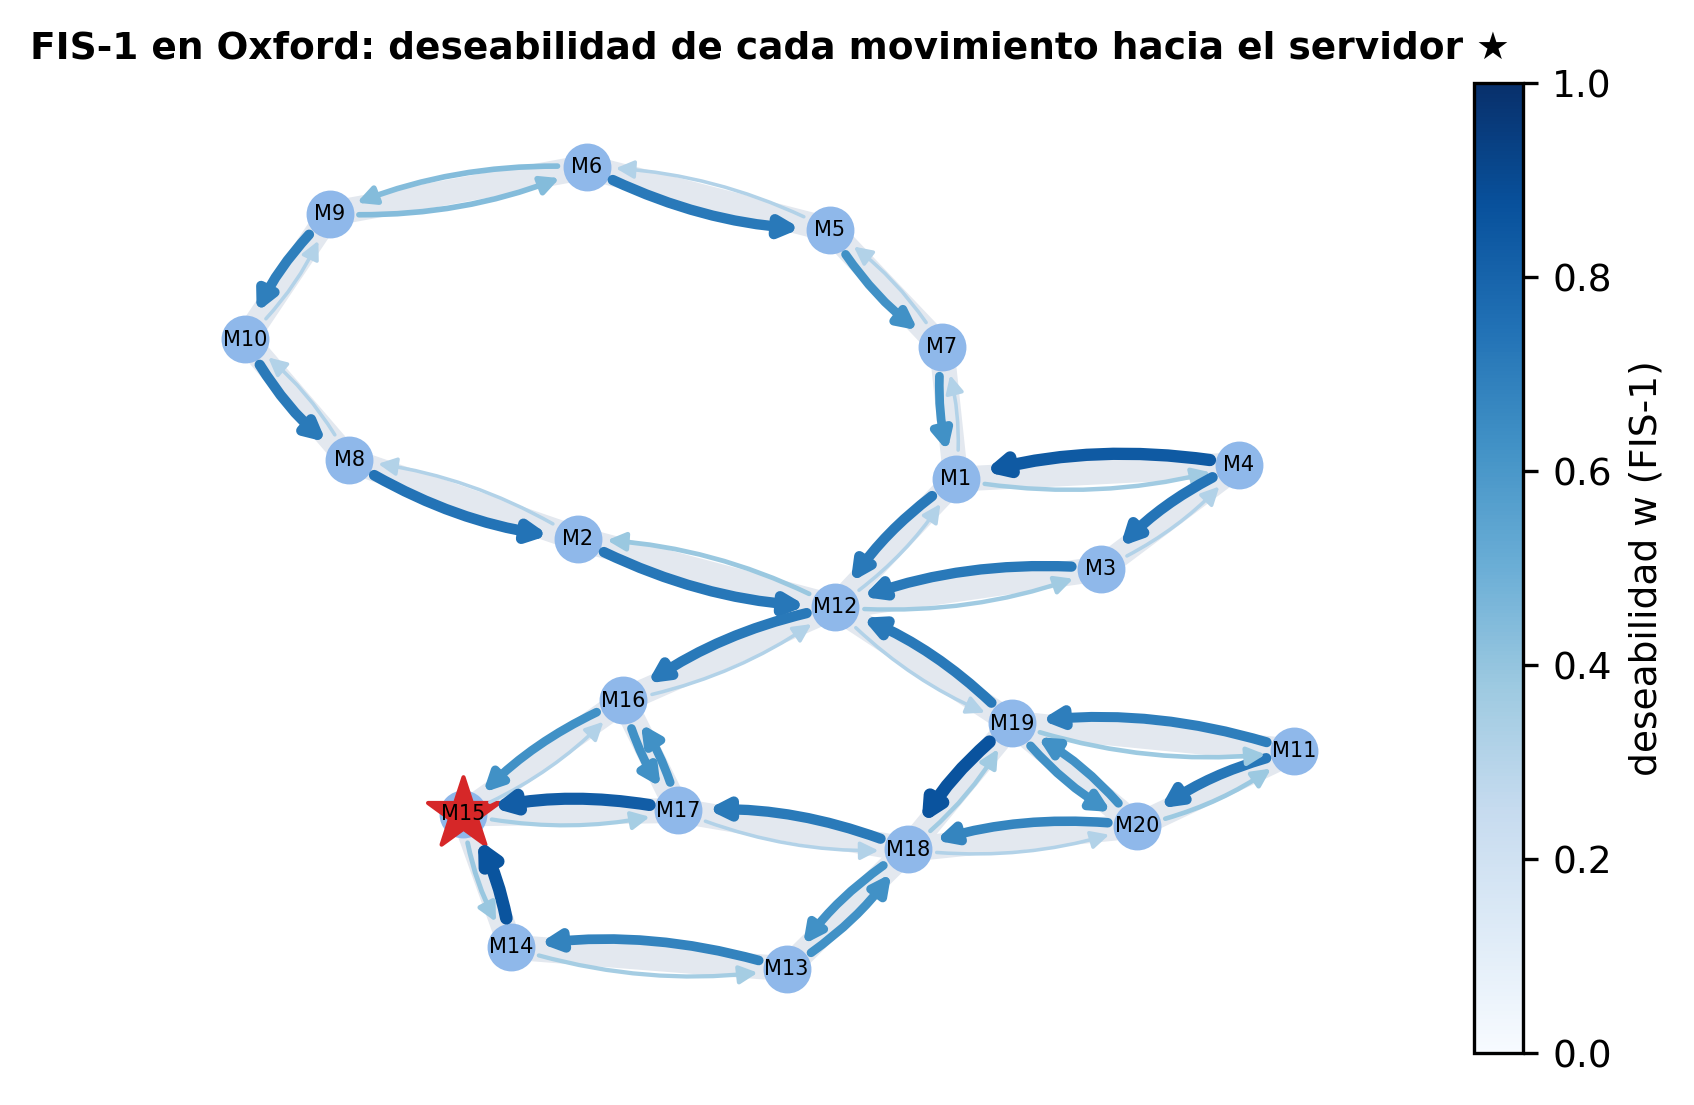 FIS-1 en Oxford: deseabilidad de cada movimiento hacia el servidor ★
1.0
0.8
0.6
0.4
0.2
0.0
deseabilidad w (FIS-1)
M6
M9
M5
M10
M7
M8
M1
M4
M2
M3
M12
M16
M19
M11
M15
M17
M20
M18
M14
M13